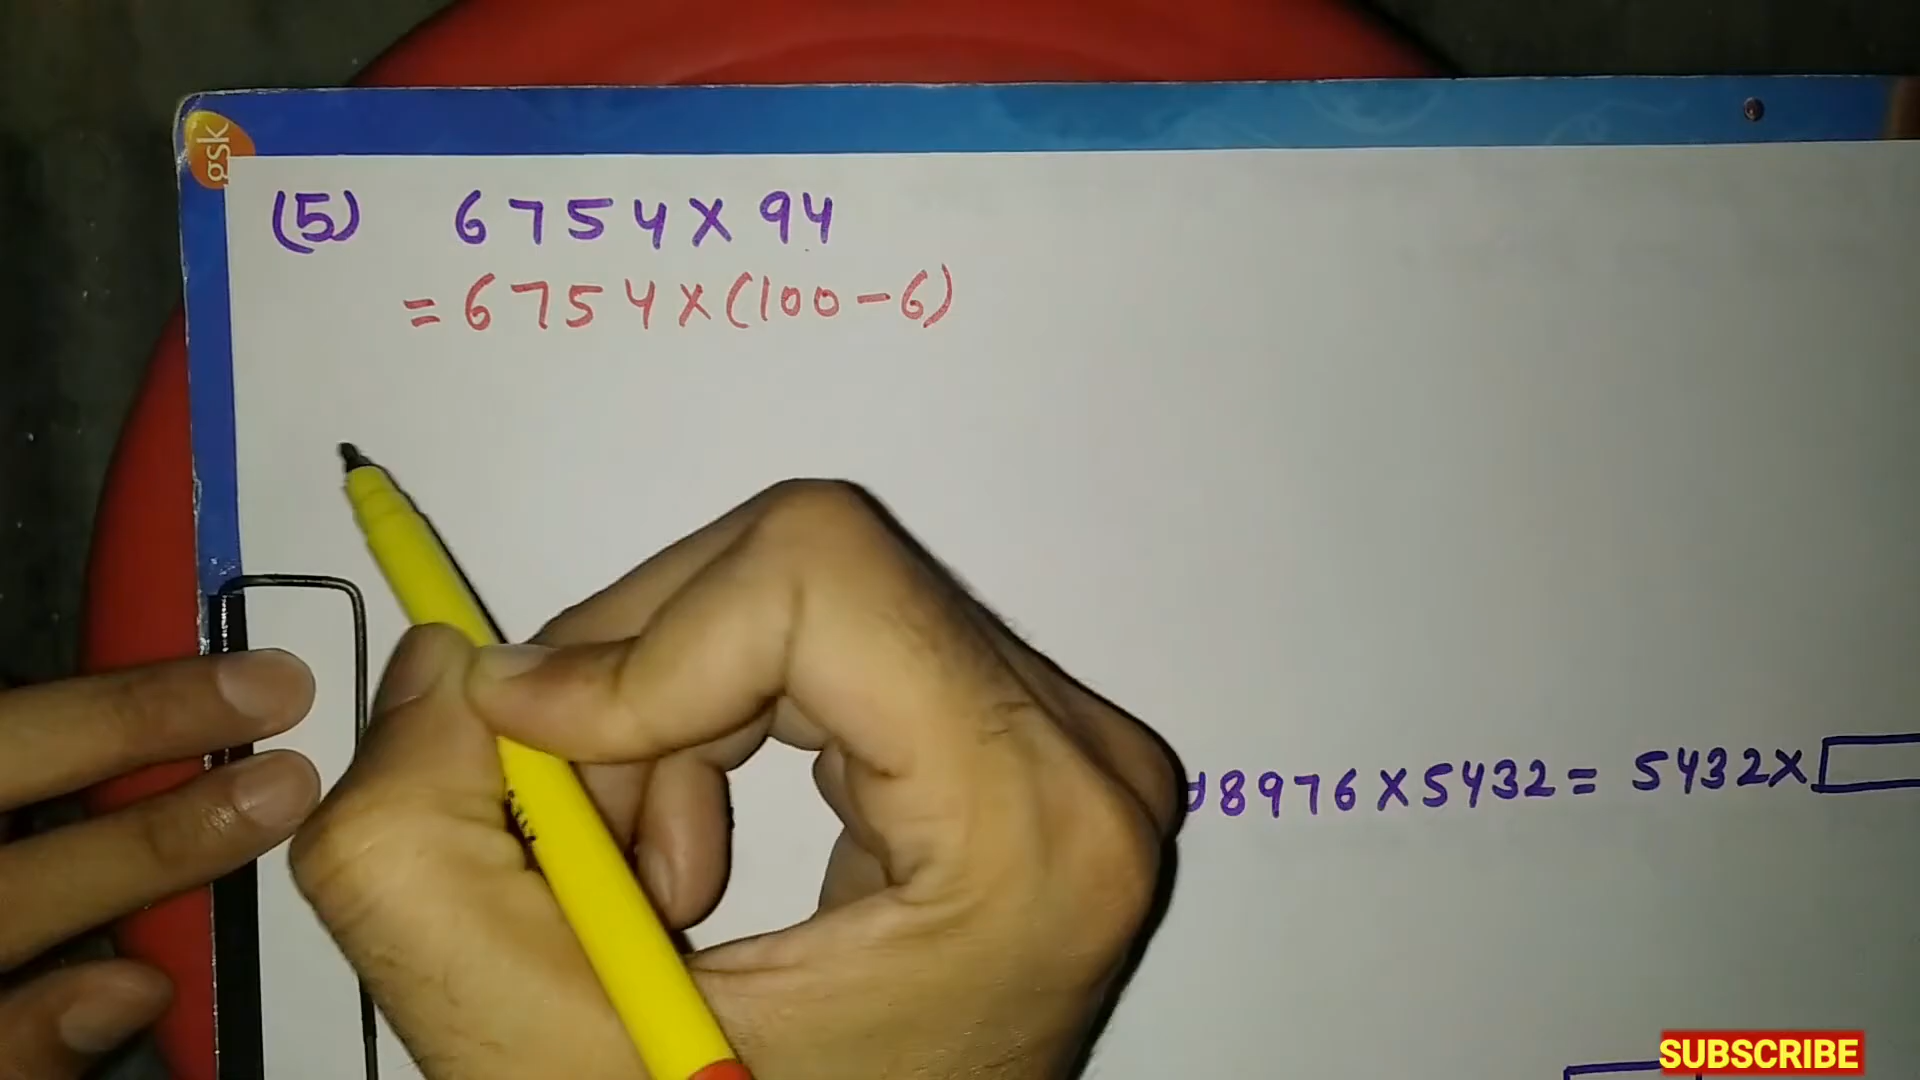 gsk
(5) 6754 X 94
= 6754 X (100 - 6)
8976 X 5432 = 5432 X
SUBSCRIBE